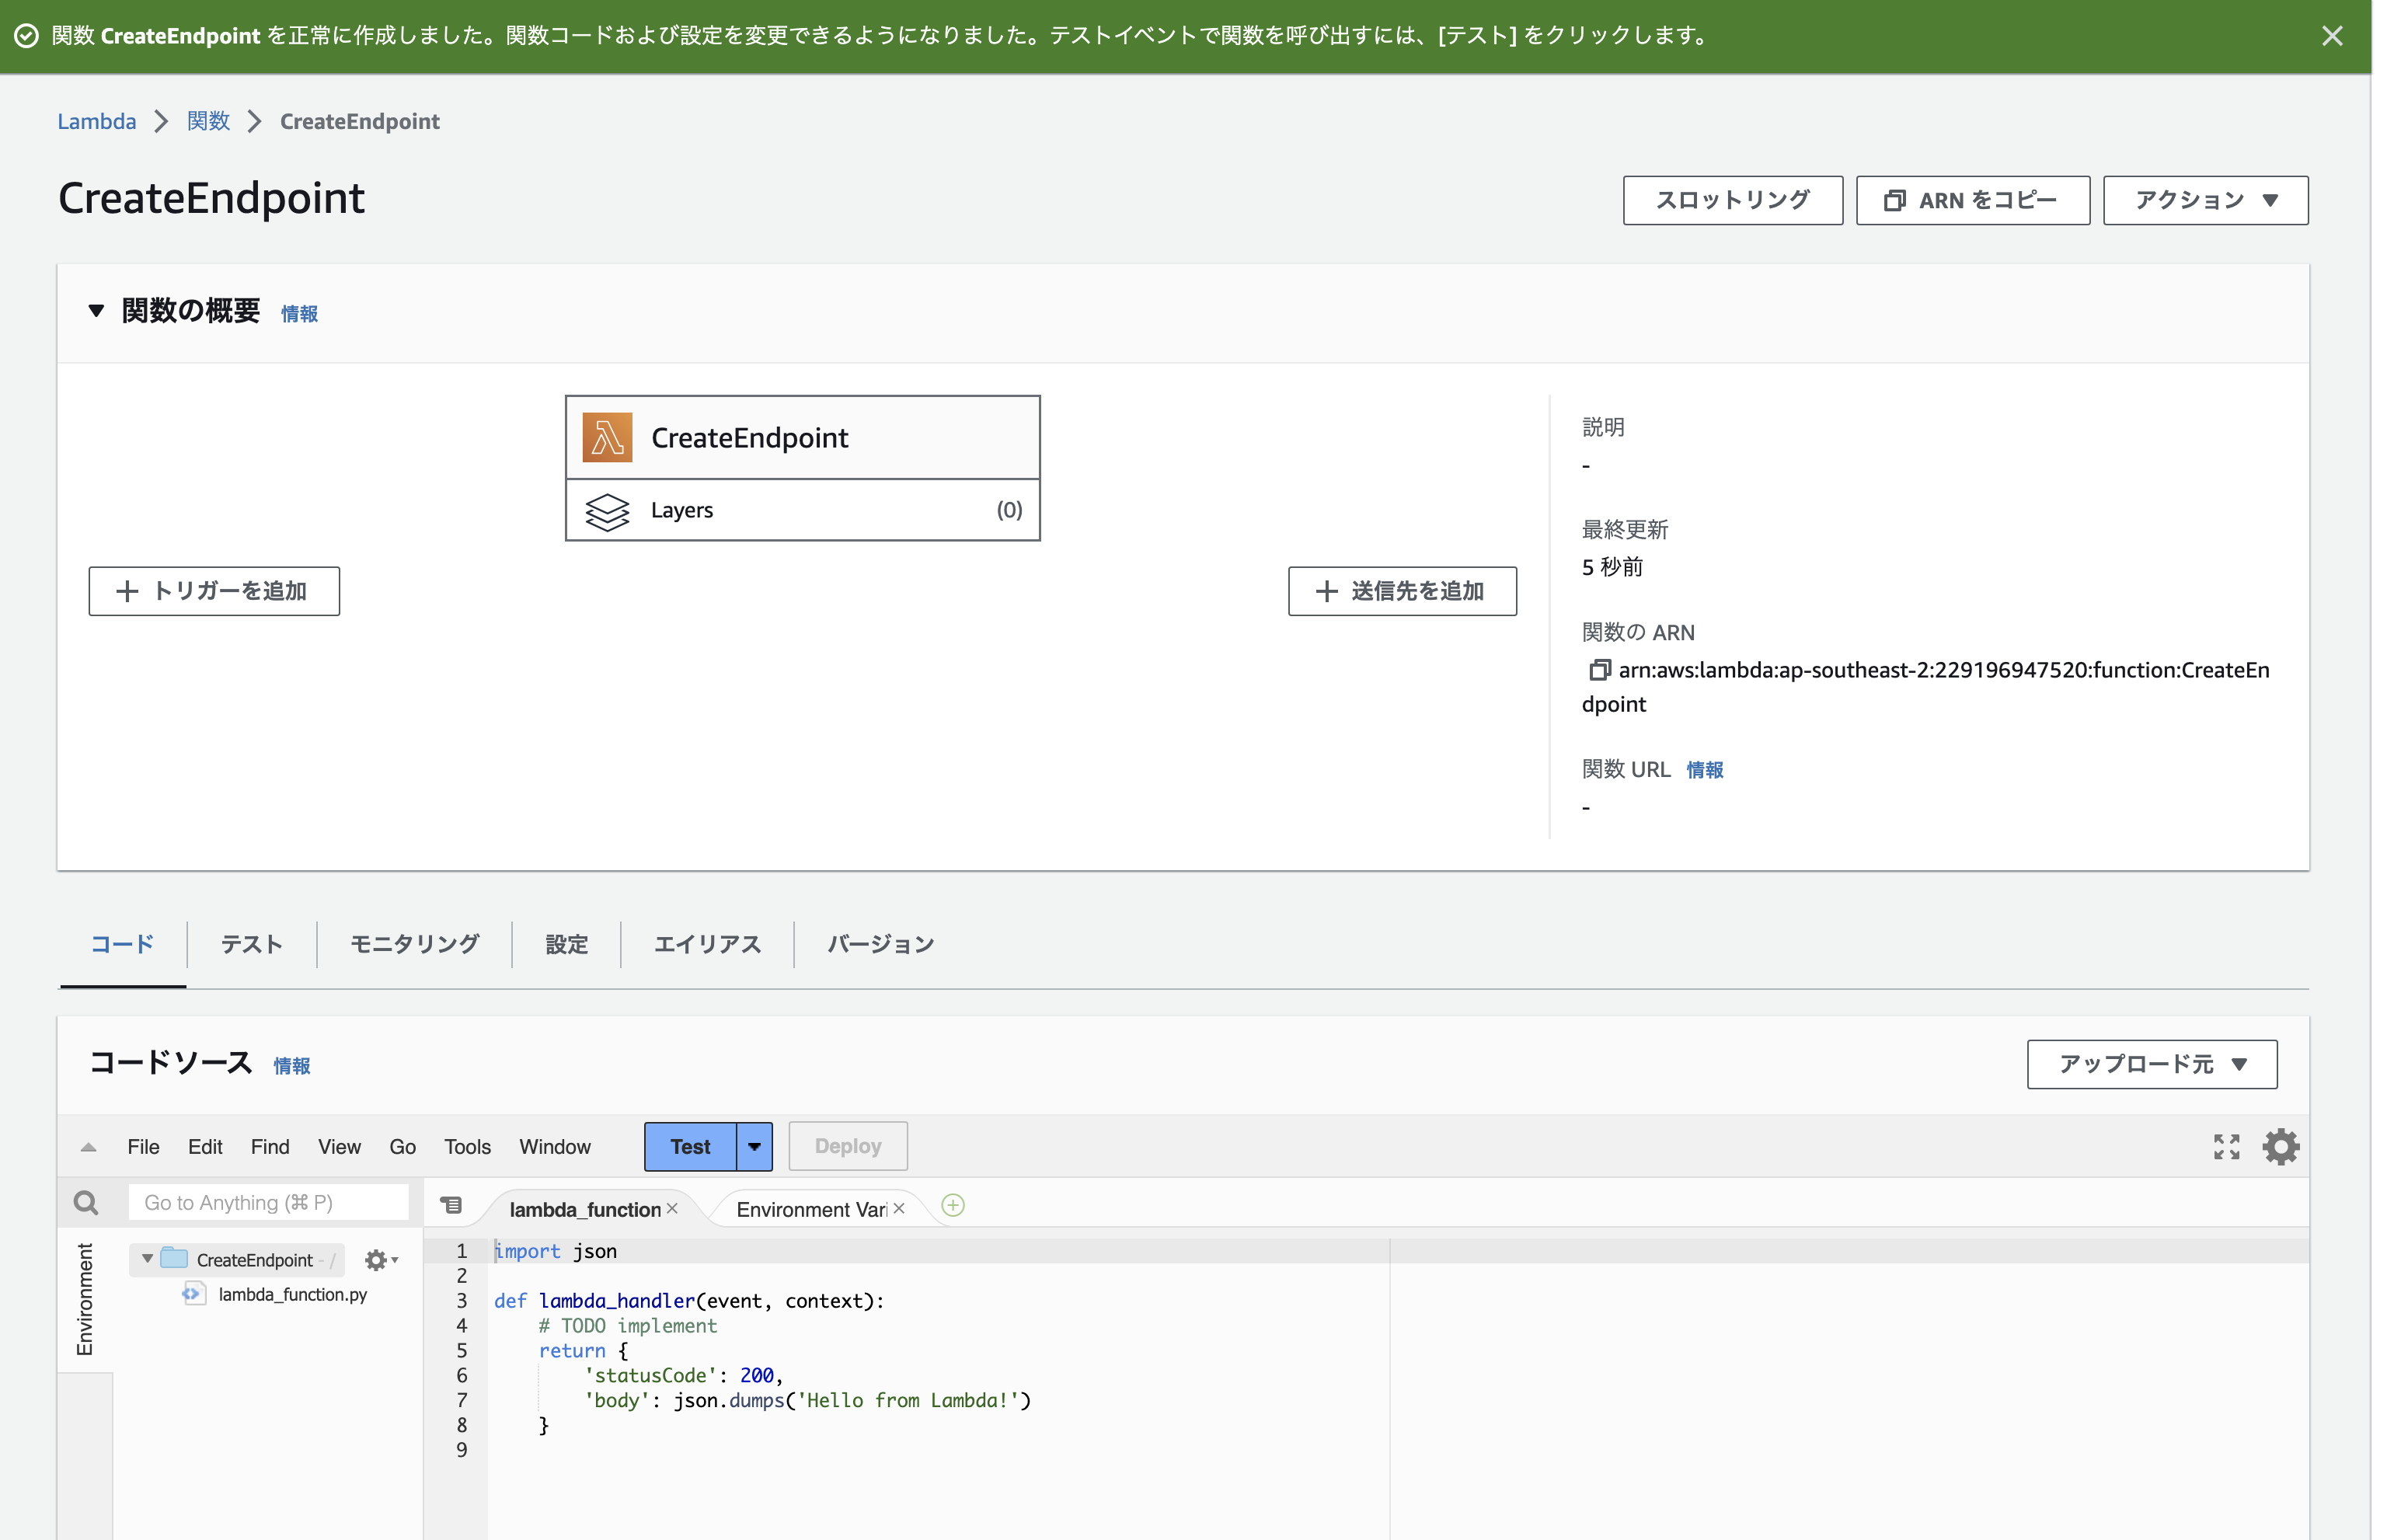 関数 CreateEndpoint を正常に作成しました。関数コードおよび設定を変更できるようになりました。テストイベントで関数を呼び出すには、[テスト] をクリックします。
Lambda 関数 CreateEndpoint
CreateEndpoint
スロットリング ARN をコピー アクション
関数の概要 情報
CreateEndpoint
Layers (0)
トリガーを追加
送信先を追加
説明
-
最終更新
5 秒前
関数の ARN
arn:aws:lambda:ap-southeast-2:229196947520:function:CreateEn
dpoint
関数 URL 情報
-
コード テスト モニタリング 設定 エイリアス バージョン
コードソース 情報
アップロード元
File Edit Find View Go Tools Window Test Deploy
Go to Anything (⌘ P)
lambda_function Environment Vari
Environment
CreateEndpoint - /
lambda_function.py
1 import json
2
3 def lambda_handler(event, context):
4     # TODO implement
5     return {
6         'statusCode': 200,
7         'body': json.dumps('Hello from Lambda!')
8     }
9